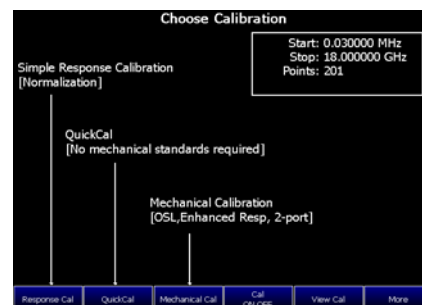 Choose Calibration
Start: 0.030000 MHz
Stop: 18.000000 GHz
Points: 201
Simple Response Calibration
[Normalization]
QuickCal
[No mechanical standards required]
Mechanical Calibration
[OSL,Enhanced Resp, 2-port]
Response Cal
QuickCal
Mechanical Cal
Cal
ON OFF
View Cal
More